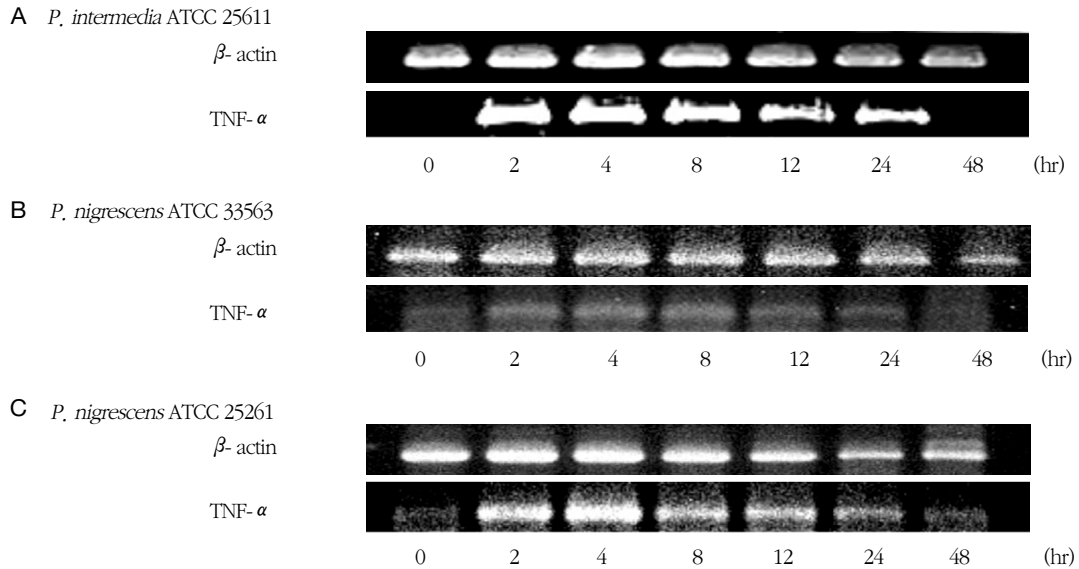 A P. intermedia ATCC 25611
β- actin
TNF- α
0 2 4 8 12 24 48 (hr)
B P. nigrescens ATCC 33563
β- actin
TNF- α
0 2 4 8 12 24 48 (hr)
C P. nigrescens ATCC 25261
β- actin
TNF- α
0 2 4 8 12 24 48 (hr)